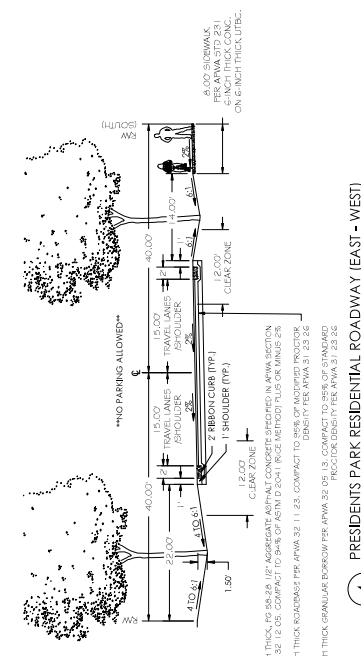 8.00' SIDEWALK
PER APWA STD 231
6-INCH THICK CONC.
ON 6-INCH THICK UTBC.
R/W
(SOUTH)
40.00'
14.00'
2%
6:1
6:1
1'
2'
12.00'
CLEAR ZONE
**NO PARKING ALLOWED**
15.00'
TRAVEL LANES
/SHOULDER
2%
℄
15.00'
TRAVEL LANES
/SHOULDER
2%
2' RIBBON CURB (TYP.)
1' SHOULDER (TYP.)
40.00'
2'
1'
12.00'
CLEAR ZONE
22.00'
4 TO 6:1
4 TO 6:1
1.50'
R/W
H THICK, PG 58-28 1/2" AGGREGATE ASPHALT CONCRETE SPECIFIED IN APWA SECTION
32 12 05. COMPACT TO 94% OF ASTM D 2041 (RICE METHOD) PLUS OR MINUS 2%
H THICK ROADBASE PER APWA 32 11 23. COMPACT TO 95% OF MODIFIED PROCTOR
DENSITY PER APWA 31 23 26
H THICK GRANULAR BORROW PER APWA 32 05 13. COMPACT TO 95% OF STANDARD
PROCTOR DENSITY PER APWA 31 23 26
PRESIDENTS PARK RESIDENTIAL ROADWAY (EAST - WEST)